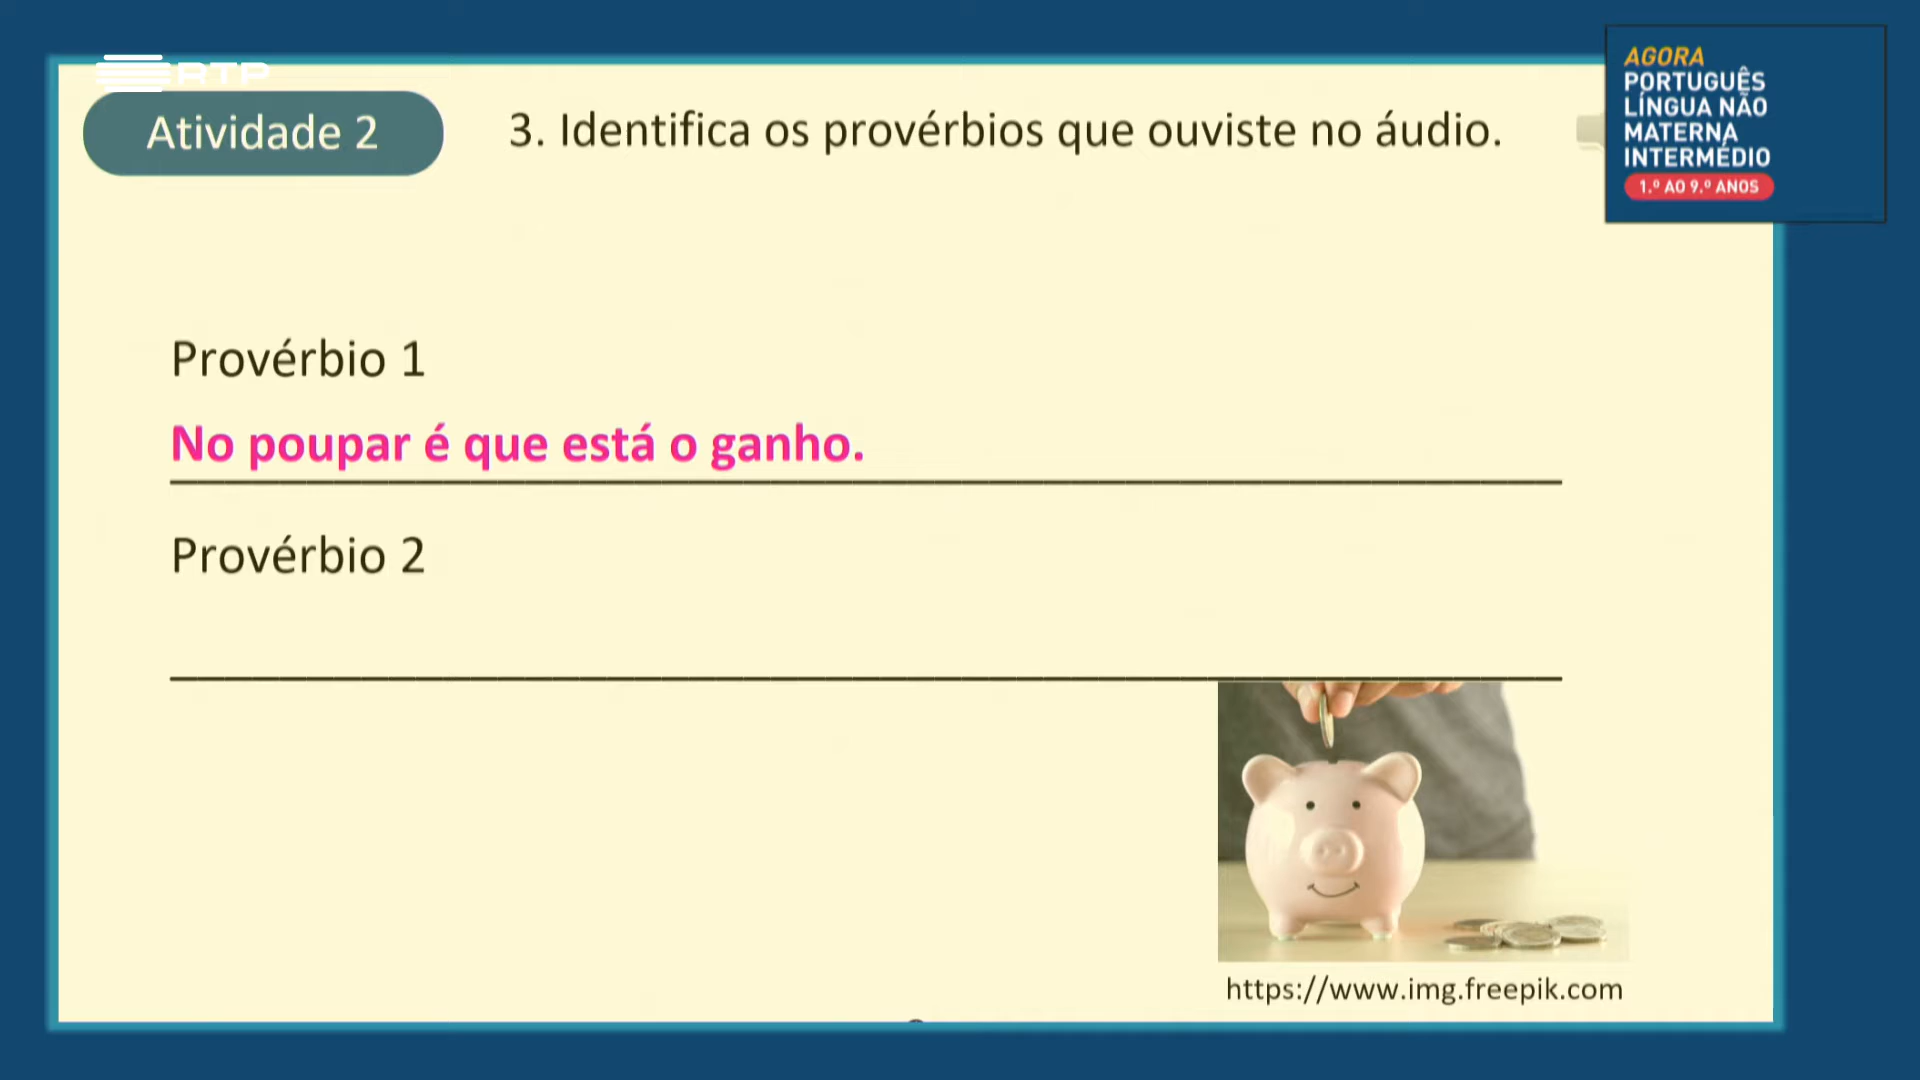 RTP
Atividade 2
3. Identifica os provérbios que ouviste no áudio.
AGORA
PORTUGUÊS
LÍNGUA NÃO
MATERNA
INTERMÉDIO
1.º AO 9.º ANOS
Provérbio 1
No poupar é que está o ganho.
Provérbio 2
https://www.img.freepik.com